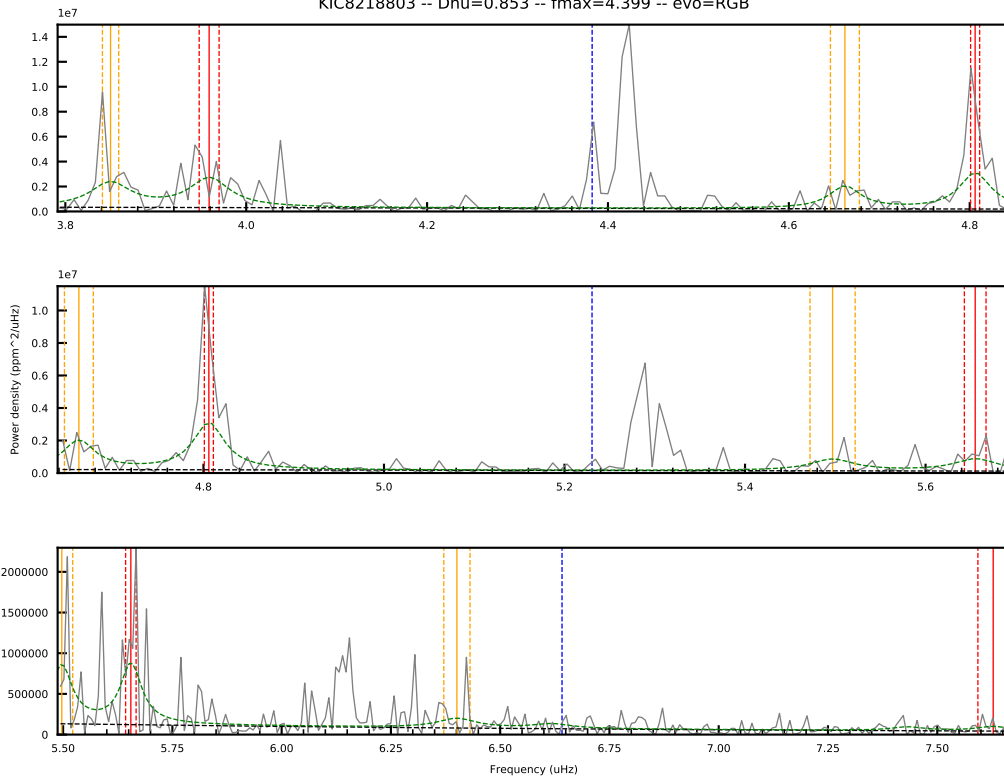 KIC8218803 -- Dnu=0.853 -- fmax=4.399 -- evo=RGB
1e7
1.4
1.2
1.0
0.8
0.6
0.4
0.2
0.0
3.8 4.0 4.2 4.4 4.6 4.8
1e7
1.0
0.8
0.6
0.4
0.2
0.0
4.8 5.0 5.2 5.4 5.6
Power density (ppm^2/uHz)
2000000
1500000
1000000
500000
0
5.50 5.75 6.00 6.25 6.50 6.75 7.00 7.25 7.50
Frequency (uHz)